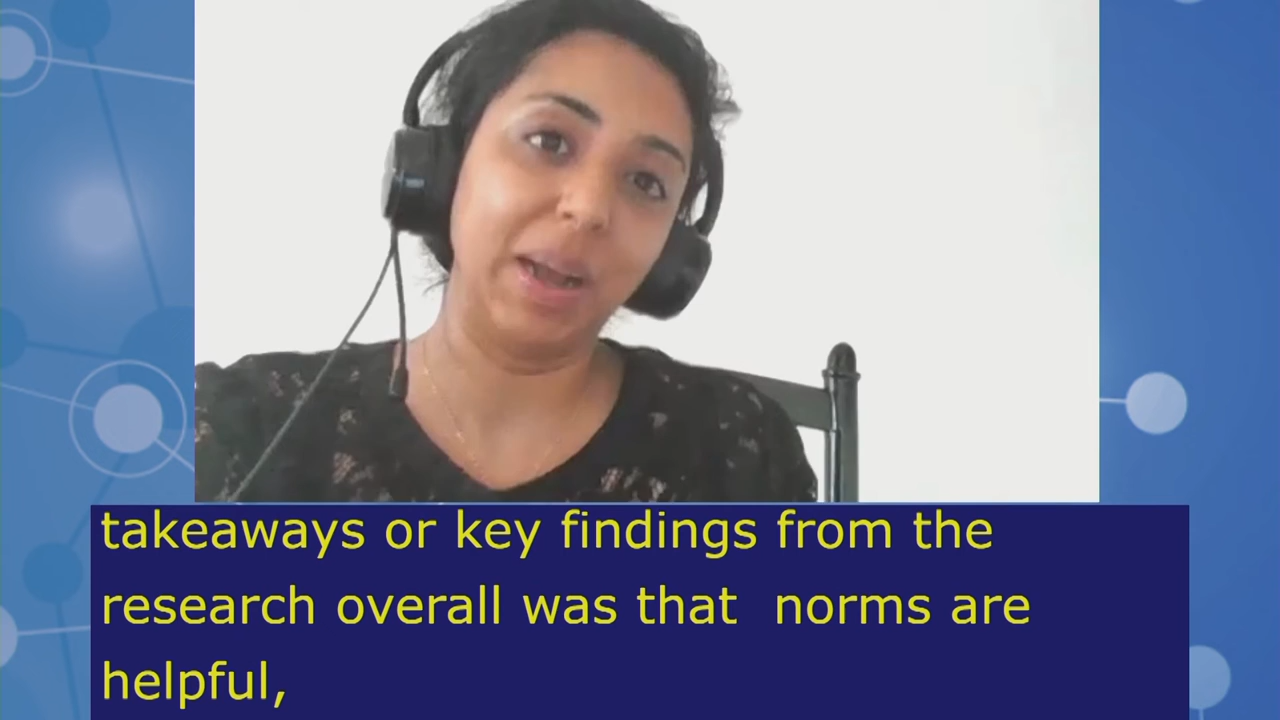 takeaways or key findings from the
research overall was that  norms are
helpful,